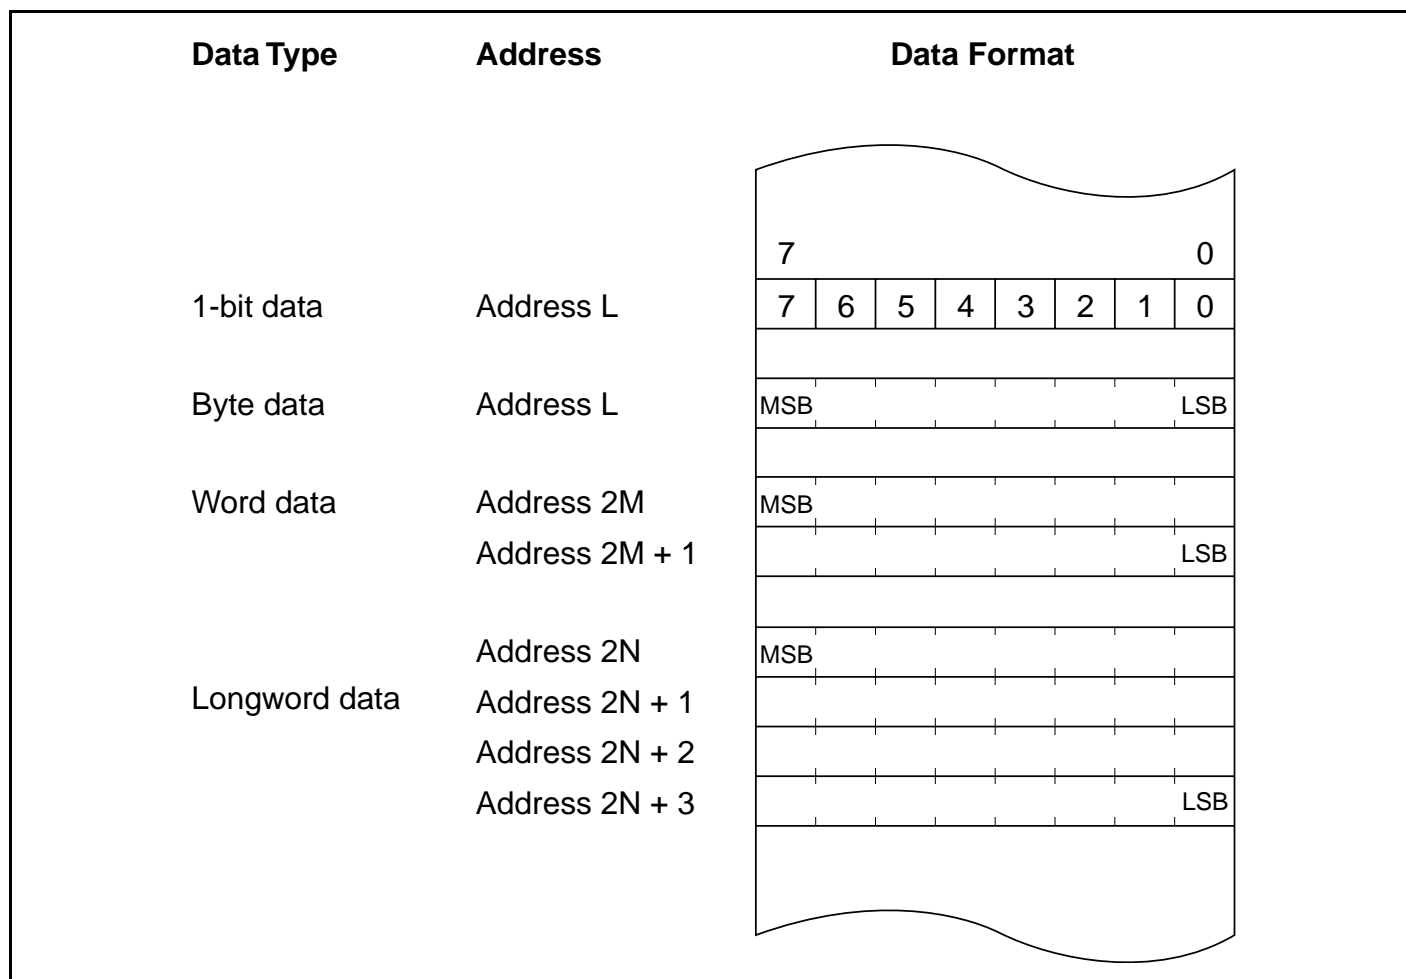 Data Type Address Data Format
7 0
1-bit data Address L 7 6 5 4 3 2 1 0
Byte data Address L MSB LSB
Word data Address 2M MSB
Address 2M + 1 LSB
Address 2N MSB
Longword data Address 2N + 1
Address 2N + 2
Address 2N + 3 LSB